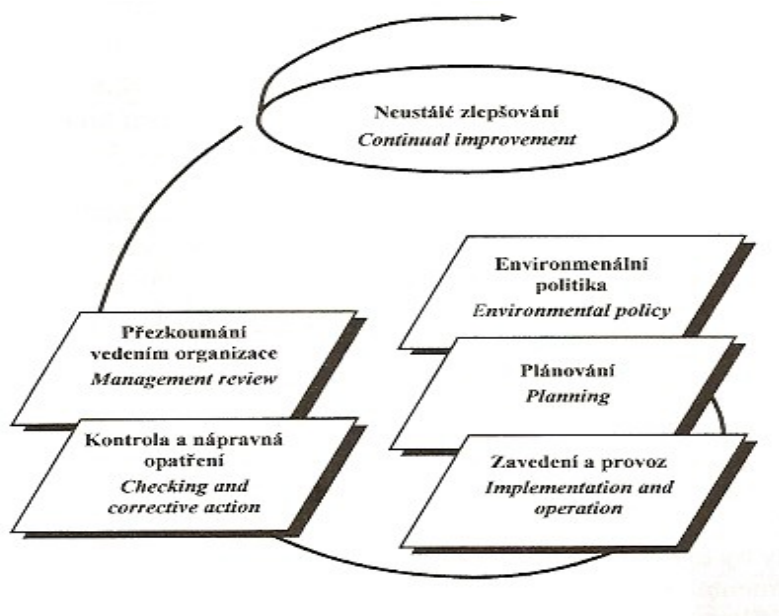 Neustálé zlepšování
Continual improvement
Environmenální
politika
Environmental policy
Plánování
Planning
Zavedení a provoz
Implementation and
operation
Kontrola a nápravná
opatření
Checking and
corrective action
Přezkoumání
vedením organizace
Management review